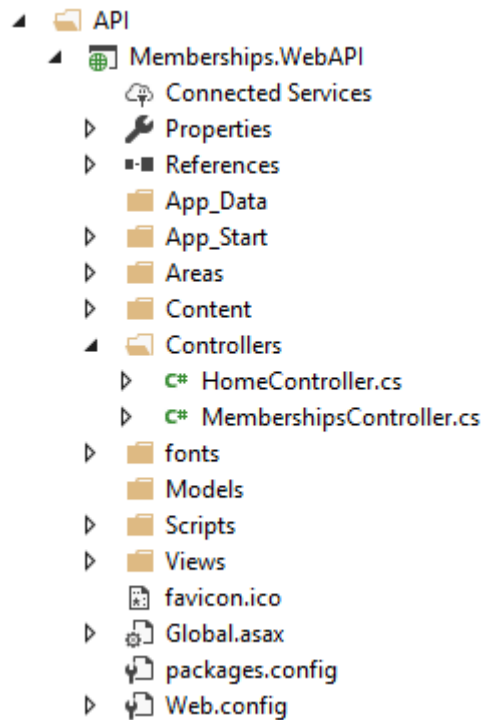 API
Memberships.WebAPI
Connected Services
Properties
References
App_Data
App_Start
Areas
Content
Controllers
C# HomeController.cs
C# MembershipsController.cs
fonts
Models
Scripts
Views
favicon.ico
Global.asax
packages.config
Web.config